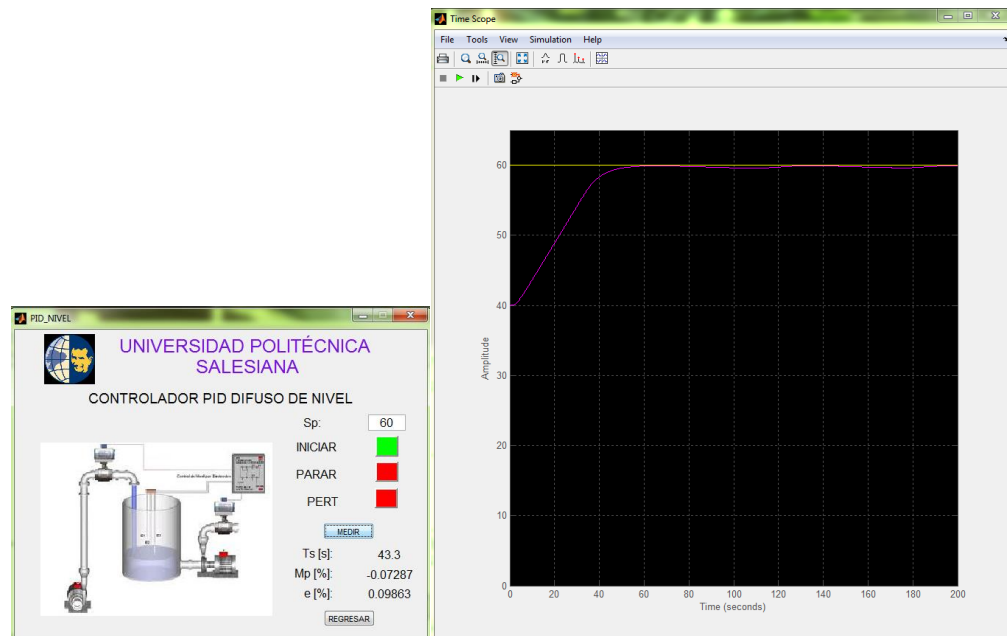 Time Scope
File Tools View Simulation Help
60
50
40
30
20
10
0
Amplitude
0 20 40 60 80 100 120 140 160 180 200
Time (seconds)
PID_NIVEL
UNIVERSIDAD POLITÉCNICA
SALESIANA
CONTROLADOR PID DIFUSO DE NIVEL
Sp: 60
INICIAR
PARAR
PERT
MEDIR
Ts [s]: 43.3
Mp [%]: -0.07287
e [%]: 0.09863
REGRESAR